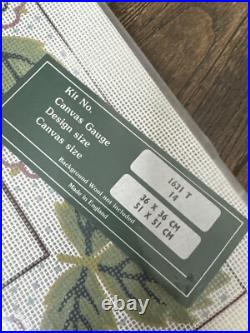 Kit No. 1631 T
Canvas Gauge 14
Design size 36 X 36 CM
Canvas size 51 X 51 CM
Background Wool not included
Made in England